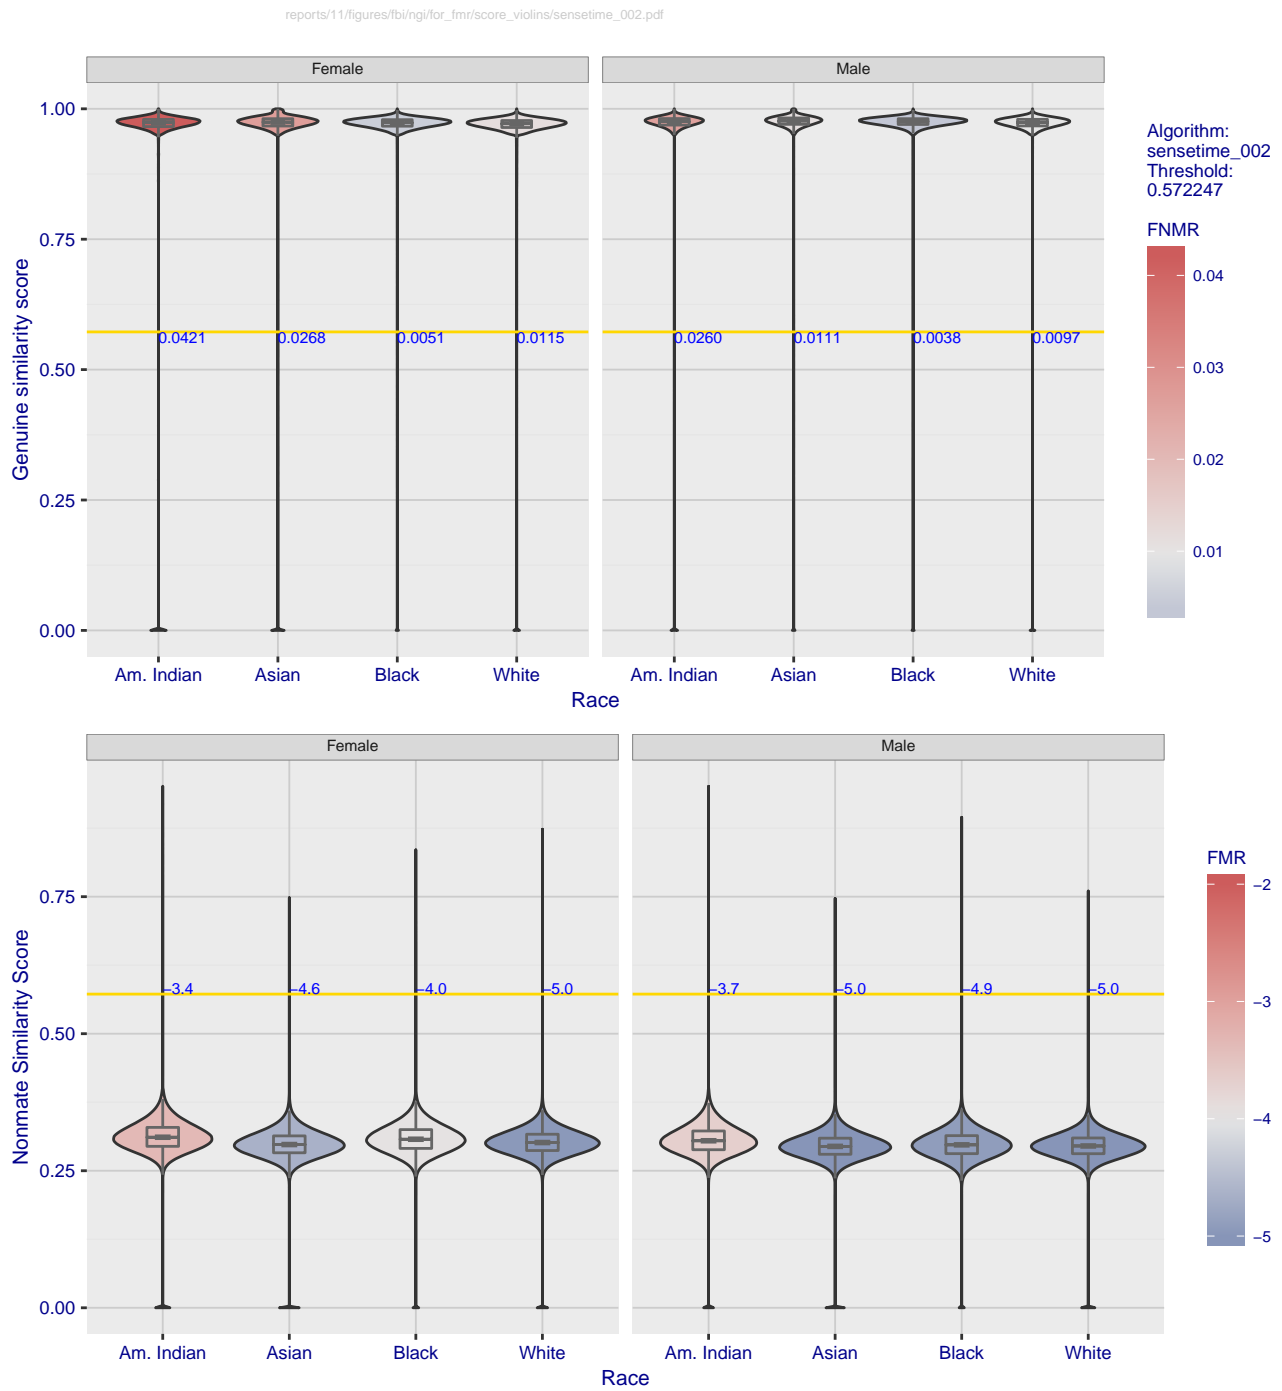 reports/11/figures/fbi/ngi/for_fmr/score_violins/sensetime_002.pdf
Female
Male
Genuine similarity score
1.00
0.75
0.50
0.25
0.00
0.0421
0.0268
0.0051
0.0115
0.0260
0.0111
0.0038
0.0097
Am. Indian
Asian
Black
White
Am. Indian
Asian
Black
White
Race
Algorithm:
sensetime_002
Threshold:
0.572247
FNMR
0.04
0.03
0.02
0.01
Female
Male
Nonmate Similarity Score
0.75
0.50
0.25
0.00
−3.4
−4.6
−4.0
−5.0
−3.7
−5.0
−4.9
−5.0
Am. Indian
Asian
Black
White
Am. Indian
Asian
Black
White
Race
FMR
−2
−3
−4
−5